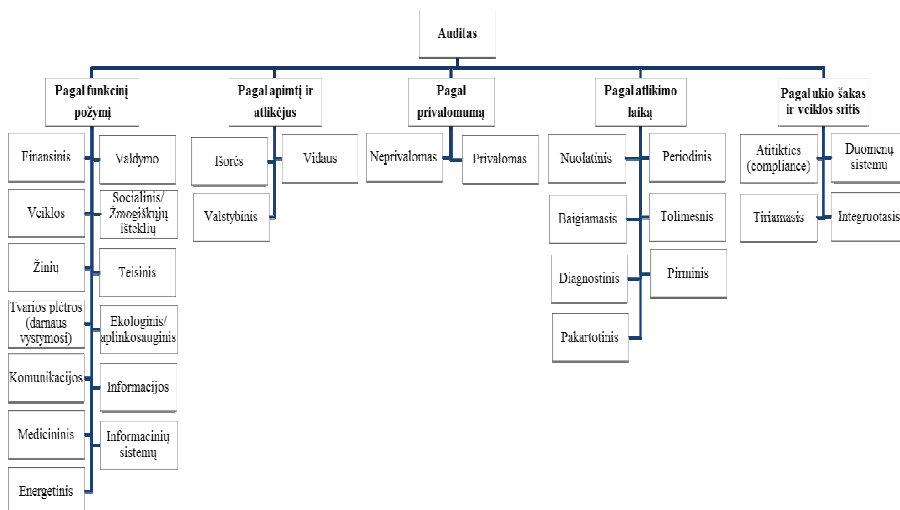 Auditas
Pagal funkcinį
požymį
Pagal apimtį ir
atlikėjus
Pagal
privalomumą
Pagal atlikimo
laiką
Pagal ukio šakas
ir veiklos sritis
Finansinis
Valdymo
Veiklos
Socialinis/
Žmogiškųjų
išteklių
Žinių
Teisinis
Tvarios plėtros
(darnaus
vystymosi)
Ekologinis/
aplinkosauginis
Komunikacijos
Informacijos
Medicininis
Informacinių
sistemų
Energetinis
Išorės
Vidaus
Valstybinis
Neprivalomas
Privalomas
Nuolatinis
Periodinis
Baigiamasis
Tolimesnis
Diagnostinis
Pirminis
Pakartotinis
Atitikties
(compliance)
Duomenų
sistemų
Tiriamasis
Integruotasis